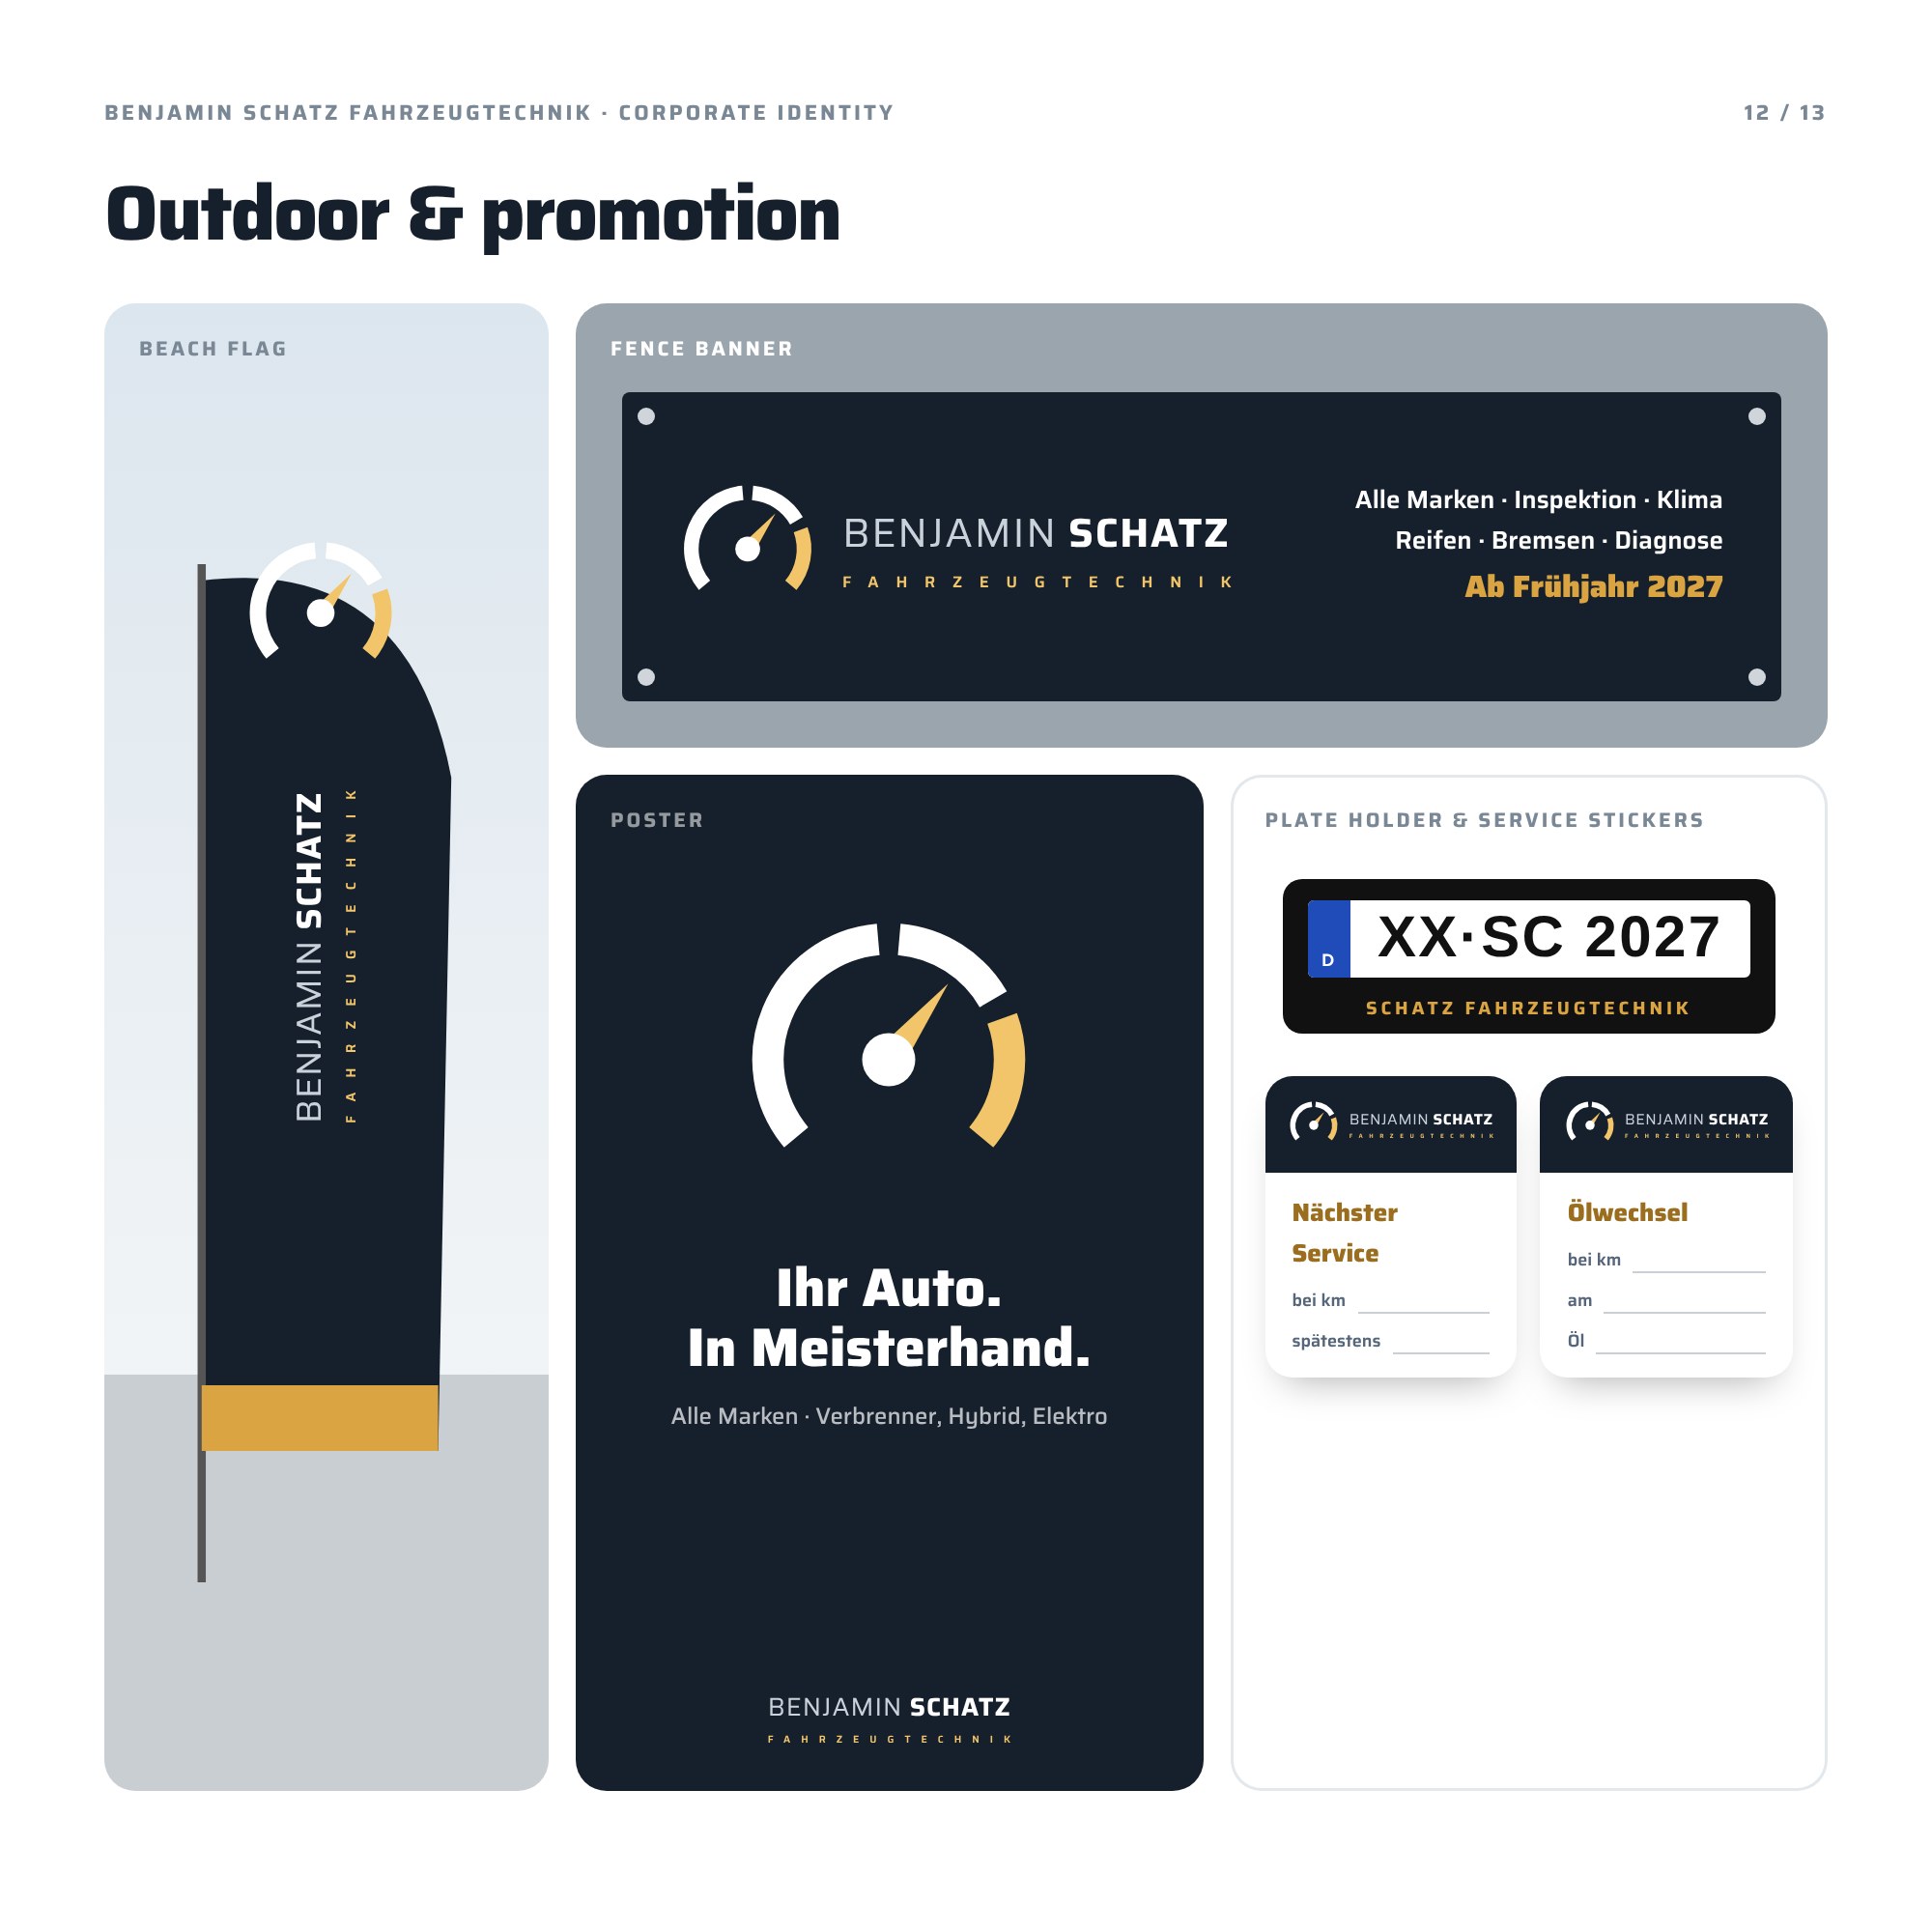 BENJAMIN SCHATZ FAHRZEUGTECHNIK · CORPORATE IDENTITY
12 / 13
Outdoor & promotion
BEACH FLAG
BENJAMIN SCHATZ
FAHRZEUGTECHNIK
FENCE BANNER
BENJAMIN SCHATZ
FAHRZEUGTECHNIK
Alle Marken · Inspektion · Klima
Reifen · Bremsen · Diagnose
Ab Frühjahr 2027
POSTER
Ihr Auto.
In Meisterhand.
Alle Marken · Verbrenner, Hybrid, Elektro
BENJAMIN SCHATZ
FAHRZEUGTECHNIK
PLATE HOLDER & SERVICE STICKERS
D
XX·SC 2027
SCHATZ FAHRZEUGTECHNIK
BENJAMIN SCHATZ
FAHRZEUGTECHNIK
Nächster
Service
bei km
spätestens
BENJAMIN SCHATZ
FAHRZEUGTECHNIK
Ölwechsel
bei km
am
Öl